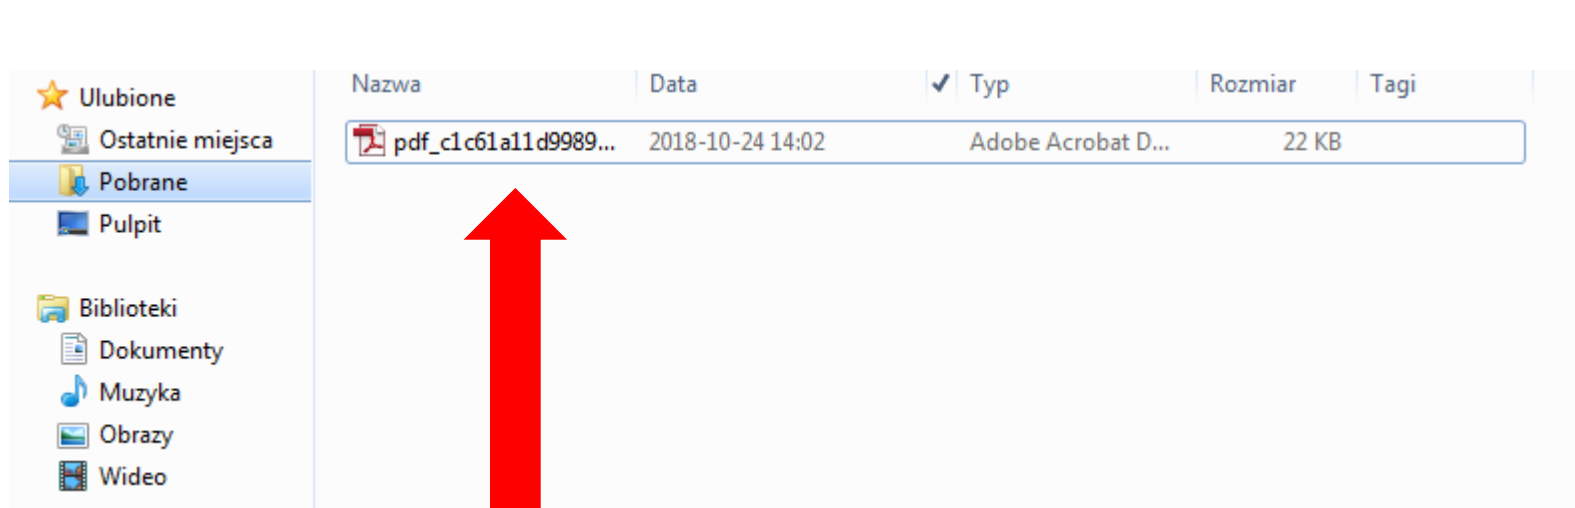 Ulubione
Ostatnie miejsca
Pobrane
Pulpit
Biblioteki
Dokumenty
Muzyka
Obrazy
Wideo
Nazwa Data Typ Rozmiar Tagi
pdf_c1c61a11d9989... 2018-10-24 14:02 Adobe Acrobat D... 22 KB